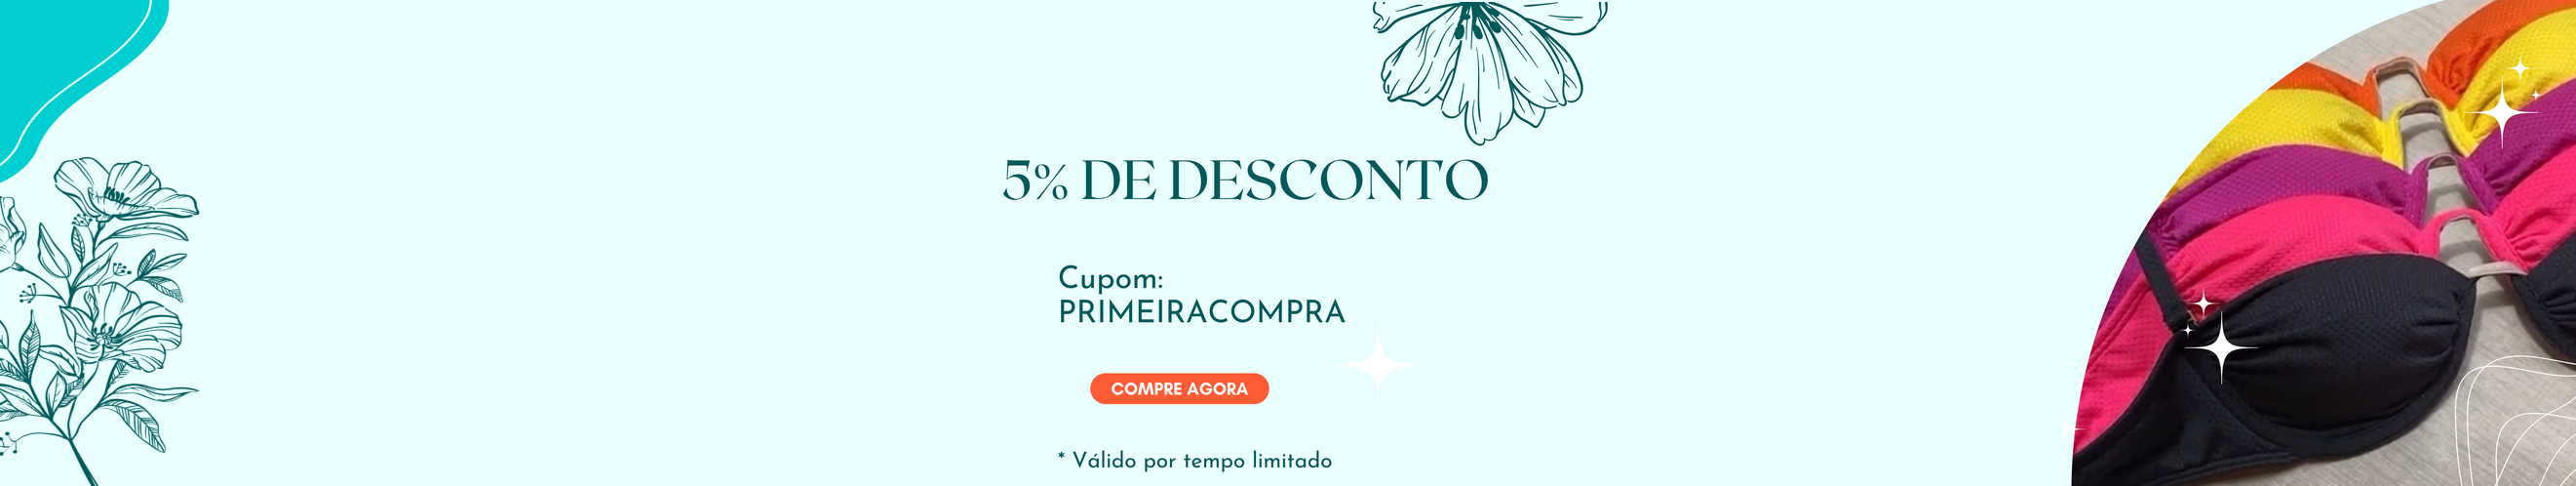 5% DE DESCONTO
Cupom:
PRIMEIRACOMPRA
COMPRE AGORA
* Válido por tempo limitado